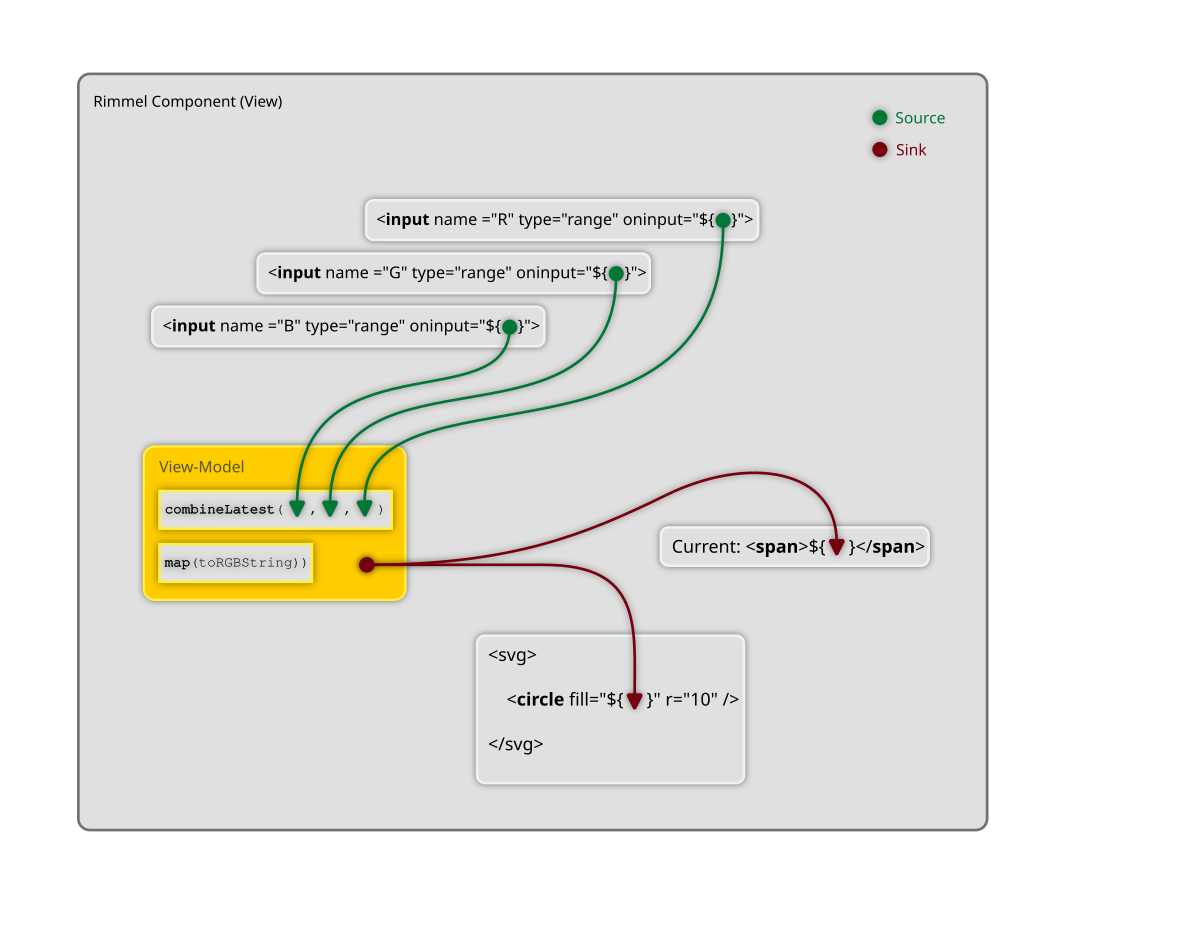 Rimmel Component (View)
Source
Sink
<input name ="R" type="range" oninput="${ }">
<input name ="G" type="range" oninput="${ }">
<input name ="B" type="range" oninput="${ }">
View-Model
combineLatest( , , )
map(toRGBString))
Current: <span>${ }</span>
<svg>
<circle fill="${ }" r="10" />
</svg>